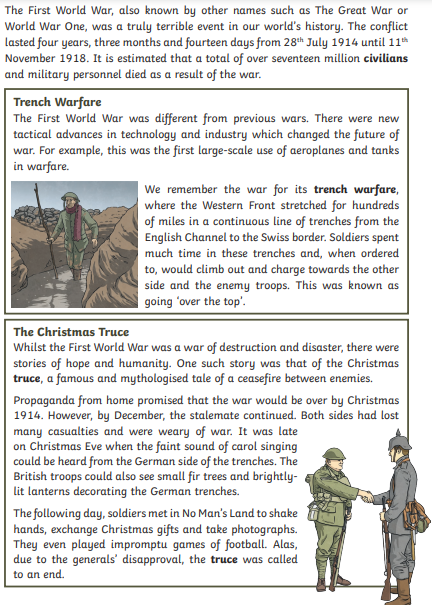 The First World War, also known by other names such as The Great War or
World War One, was a truly terrible event in our world's history. The conflict
lasted four years, three months and fourteen days from 28th July 1914 until 11th
November 1918. It is estimated that a total of over seventeen million civilians
and military personnel died as a result of the war.
Trench Warfare
The First World War was different from previous wars. There were new
tactical advances in technology and industry which changed the future of
war. For example, this was the first large-scale use of aeroplanes and tanks
in warfare.
We remember the war for its trench warfare,
where the Western Front stretched for hundreds
of miles in a continuous line of trenches from the
English Channel to the Swiss border. Soldiers spent
much time in these trenches and, when ordered
to, would climb out and charge towards the other
side and the enemy troops. This was known as
going 'over the top'.
The Christmas Truce
Whilst the First World War was a war of destruction and disaster, there were
stories of hope and humanity. One such story was that of the Christmas
truce, a famous and mythologised tale of a ceasefire between enemies.
Propaganda from home promised that the war would be over by Christmas
1914. However, by December, the stalemate continued. Both sides had lost
many casualties and were weary of war. It was late
on Christmas Eve when the faint sound of carol singing
could be heard from the German side of the trenches. The
British troops could also see small fir trees and brightly-
lit lanterns decorating the German trenches.
The following day, soldiers met in No Man's Land to shake
hands, exchange Christmas gifts and take photographs.
They even played impromptu games of football. Alas,
due to the generals' disapproval, the truce was called
to an end.